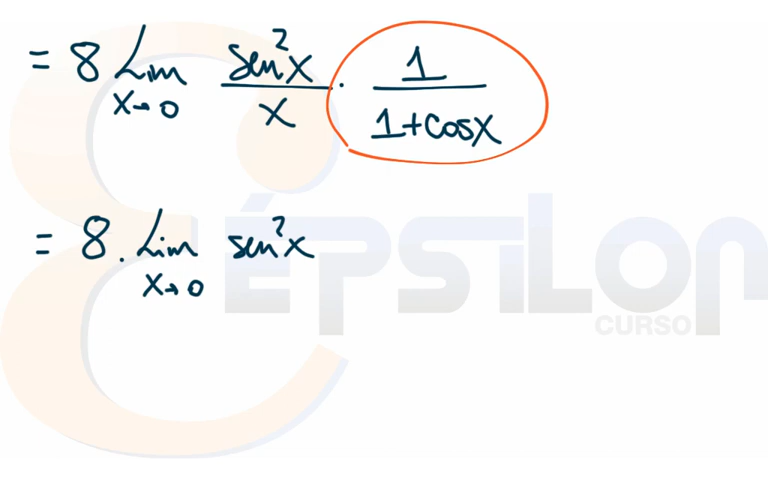 = 8 Lim sen²x / x · 1 / 1+cosx
x→0
= 8. Lim sen²x
x→0
ÉPSILON
CURSO